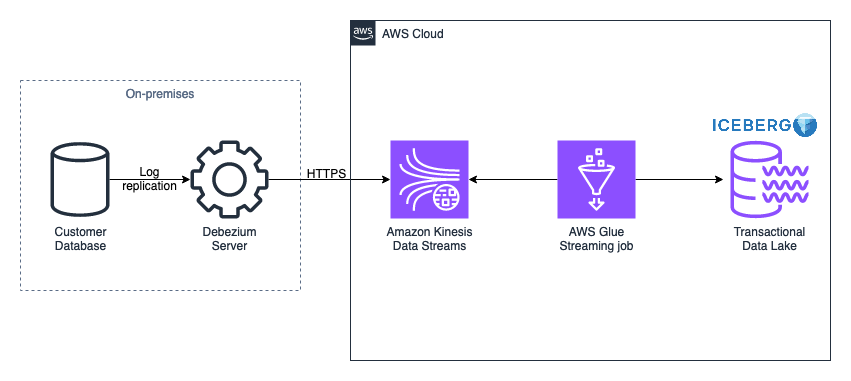 aws
AWS Cloud
On-premises
ICEBERG
Log
replication
HTTPS
Customer
Database
Debezium
Server
Amazon Kinesis
Data Streams
AWS Glue
Streaming job
Transactional
Data Lake